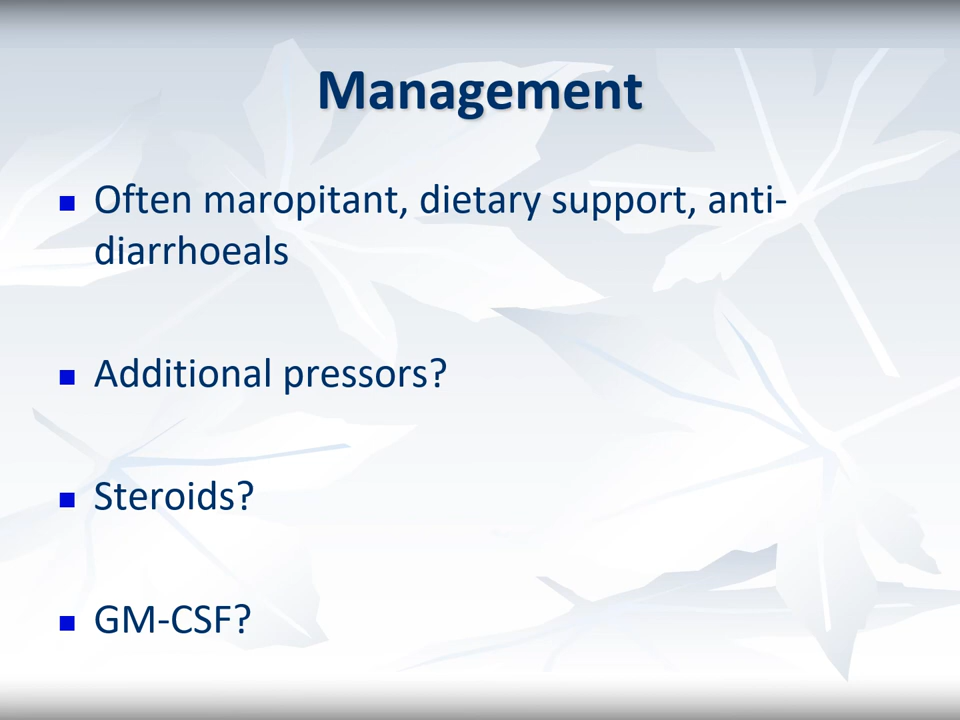 Management
Often maropitant, dietary support, anti-
diarrhoeals
Additional pressors?
Steroids?
GM-CSF?